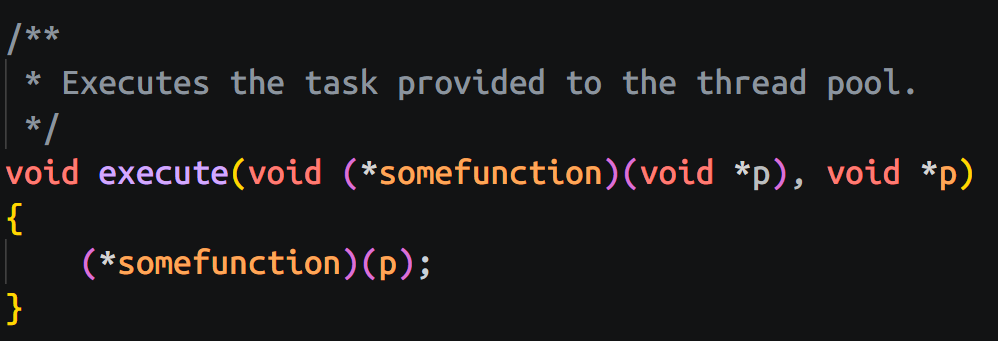 /**
 * Executes the task provided to the thread pool.
 */
void execute(void (*somefunction)(void *p), void *p)
{
    (*somefunction)(p);
}